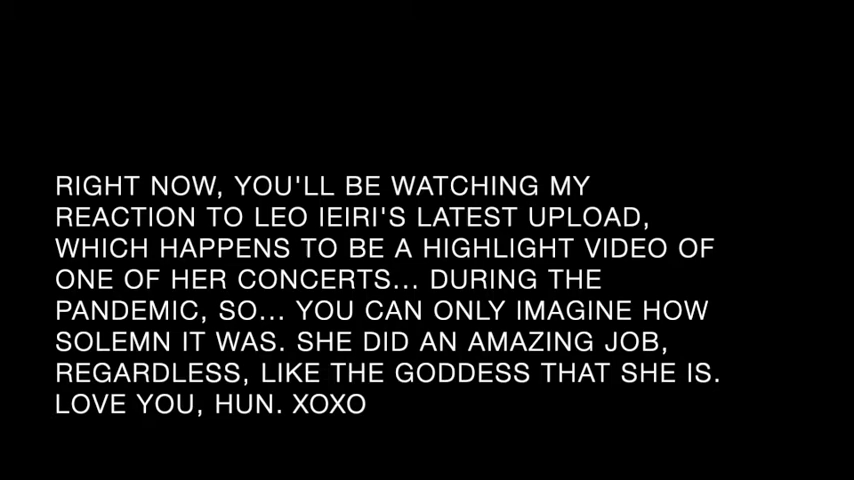 RIGHT NOW, YOU'LL BE WATCHING MY
REACTION TO LEO IEIRI'S LATEST UPLOAD,
WHICH HAPPENS TO BE A HIGHLIGHT VIDEO OF
ONE OF HER CONCERTS... DURING THE
PANDEMIC, SO... YOU CAN ONLY IMAGINE HOW
SOLEMN IT WAS. SHE DID AN AMAZING JOB,
REGARDLESS, LIKE THE GODDESS THAT SHE IS.
LOVE YOU, HUN. XOXO